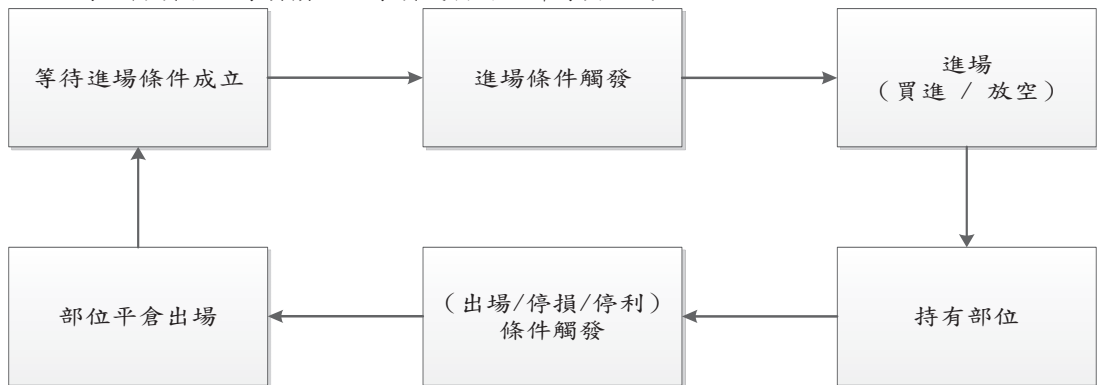 等待進場條件成立
進場條件觸發
進場
（買進 / 放空）
部位平倉出場
（出場/停損/停利）
條件觸發
持有部位